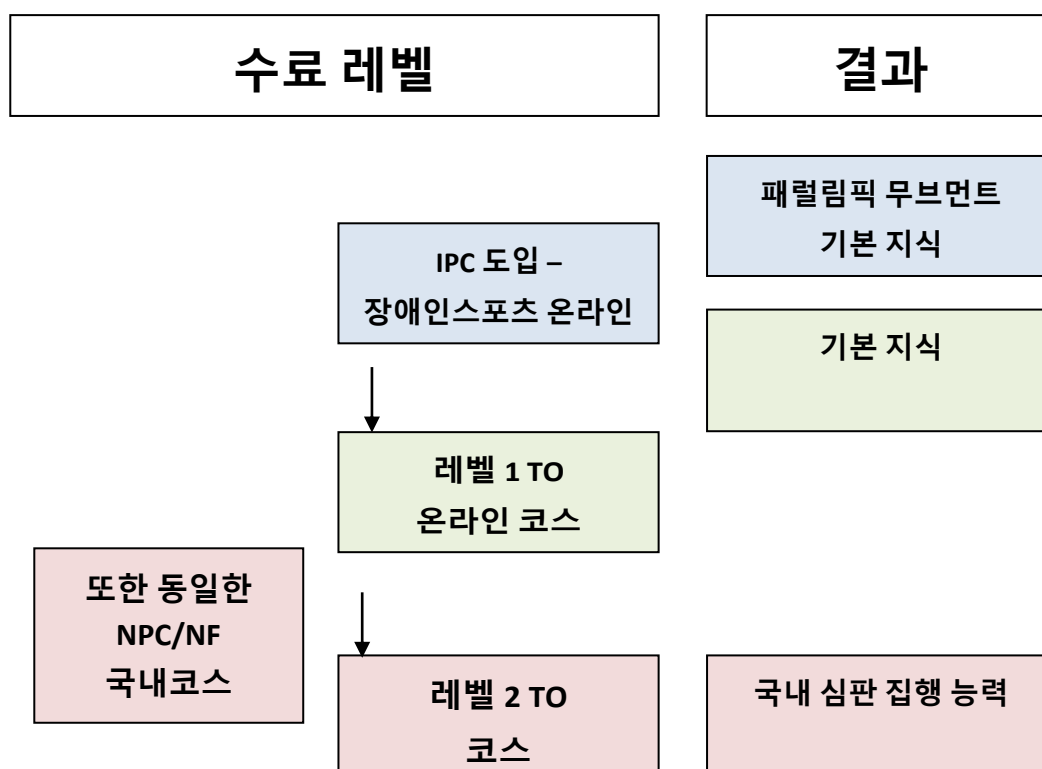 수료 레벨
결과
패럴림픽 무브먼트
기본 지식
IPC 도입 –
장애인스포츠 온라인
기본 지식
레벨 1 TO
온라인 코스
또한 동일한
NPC/NF
국내코스
레벨 2 TO
코스
국내 심판 집행 능력